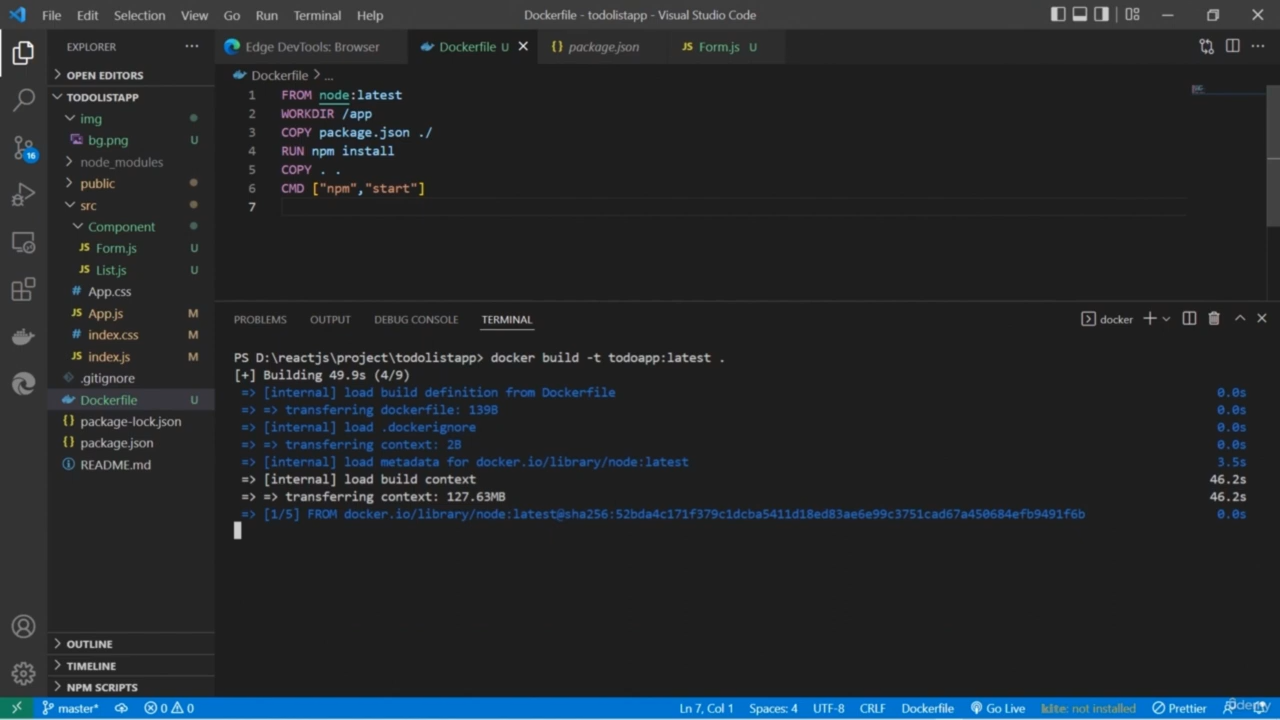 File Edit Selection View Go Run Terminal Help Dockerfile - todolistapp - Visual Studio Code
EXPLORER
Edge DevTools: Browser
Dockerfile U
{} package.json
JS Form.js U
OPEN EDITORS
TODOLISTAPP
img
bg.png U
node_modules
public
src
Component
JS Form.js U
JS List.js U
# App.css
JS App.js M
# index.css M
JS index.js M
.gitignore
Dockerfile U
{} package-lock.json
{} package.json
README.md
OUTLINE
TIMELINE
NPM SCRIPTS
16
Dockerfile > ...
1 FROM node:latest
2 WORKDIR /app
3 COPY package.json ./
4 RUN npm install
5 COPY . .
6 CMD ["npm","start"]
7
PROBLEMS OUTPUT DEBUG CONSOLE TERMINAL docker
PS D:\reactjs\project\todolistapp> docker build -t todoapp:latest .
[+] Building 49.9s (4/9)
=> [internal] load build definition from Dockerfile 0.0s
=> => transferring dockerfile: 139B 0.0s
=> [internal] load .dockerignore 0.0s
=> => transferring context: 2B 0.0s
=> [internal] load metadata for docker.io/library/node:latest 3.5s
=> [internal] load build context 46.2s
=> => transferring context: 127.63MB 46.2s
=> [1/5] FROM docker.io/library/node:latest@sha256:52bda4c171f379c1dcba5411d18ed83ae6e99c3751cad67a450684efb9491f6b 0.0s
master* 0 0 Ln 7, Col 1 Spaces: 4 UTF-8 CRLF Dockerfile Go Live kite: not installed Prettier
Udemy